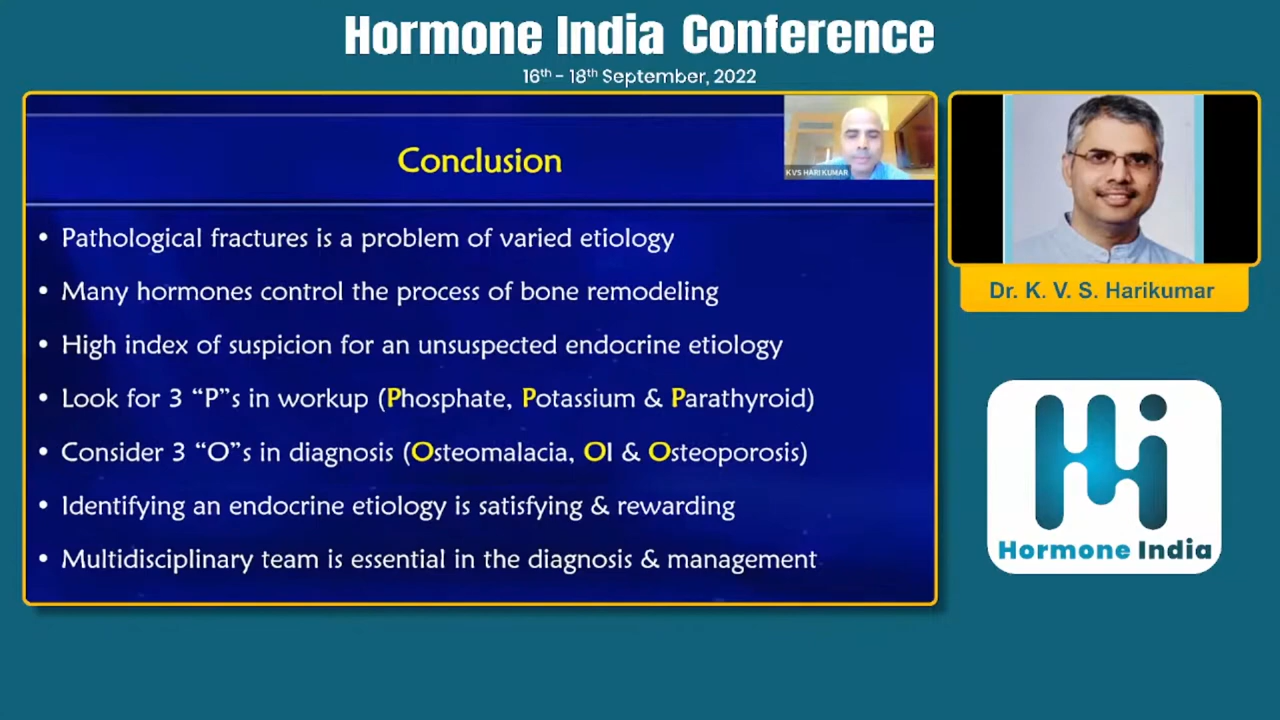 Hormone India Conference
16th - 18th September, 2022
Conclusion
KVS HARI KUMAR
• Pathological fractures is a problem of varied etiology
• Many hormones control the process of bone remodeling
• High index of suspicion for an unsuspected endocrine etiology
• Look for 3 “P”s in workup (Phosphate, Potassium & Parathyroid)
• Consider 3 “O”s in diagnosis (Osteomalacia, OI & Osteoporosis)
• Identifying an endocrine etiology is satisfying & rewarding
• Multidisciplinary team is essential in the diagnosis & management
Dr. K. V. S. Harikumar
Hi
Hormone India